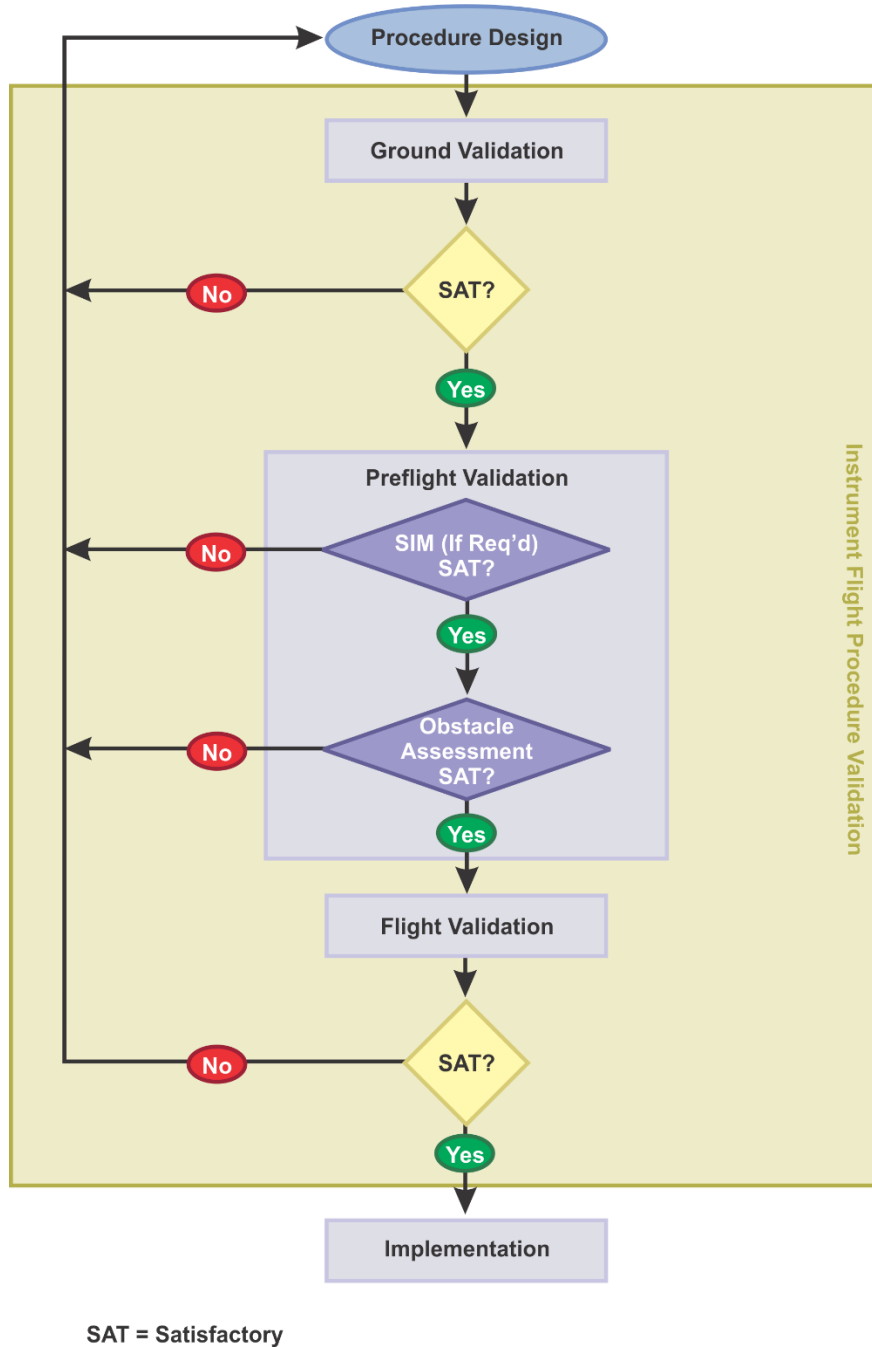 Procedure Design
Ground Validation
SAT?
No
Yes
Preflight Validation
SIM (If Req'd)
SAT?
No
Yes
Obstacle
Assessment
SAT?
No
Yes
Flight Validation
SAT?
No
Yes
Implementation
Instrument Flight Procedure Validation
SAT = Satisfactory